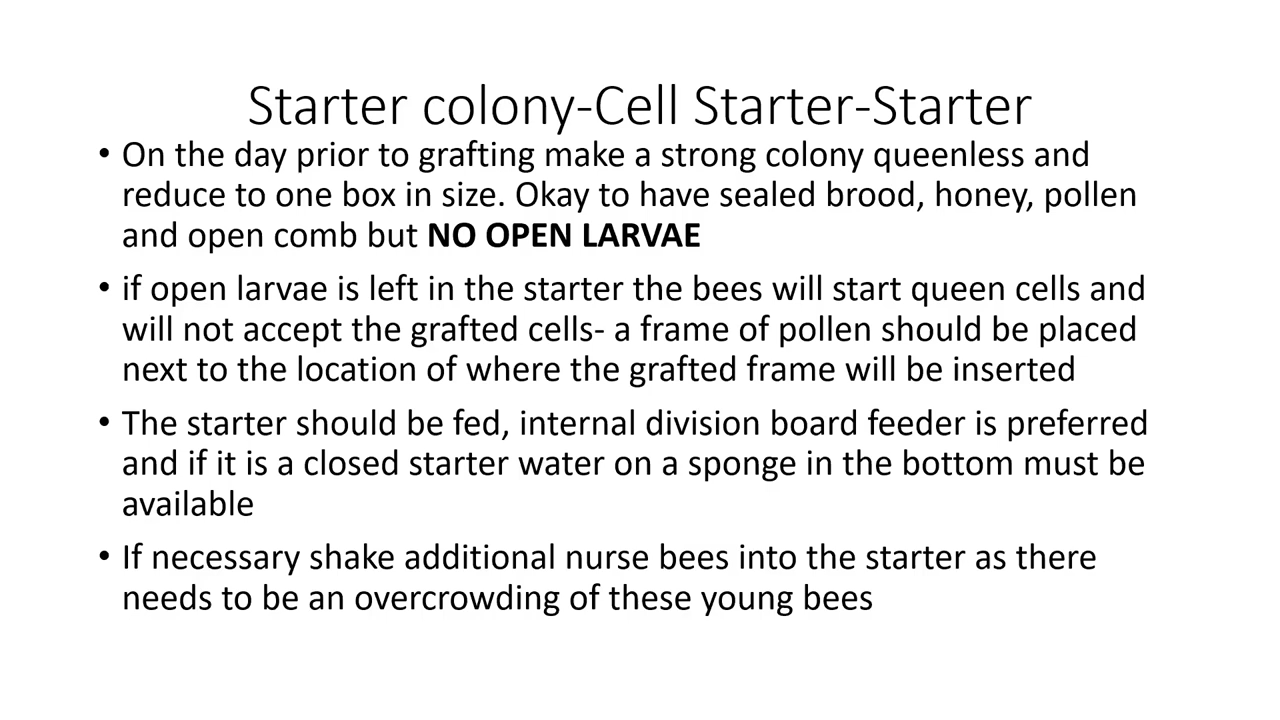 Starter colony-Cell Starter-Starter
• On the day prior to grafting make a strong colony queenless and
reduce to one box in size. Okay to have sealed brood, honey, pollen
and open comb but NO OPEN LARVAE
• if open larvae is left in the starter the bees will start queen cells and
will not accept the grafted cells- a frame of pollen should be placed
next to the location of where the grafted frame will be inserted
• The starter should be fed, internal division board feeder is preferred
and if it is a closed starter water on a sponge in the bottom must be
available
• If necessary shake additional nurse bees into the starter as there
needs to be an overcrowding of these young bees